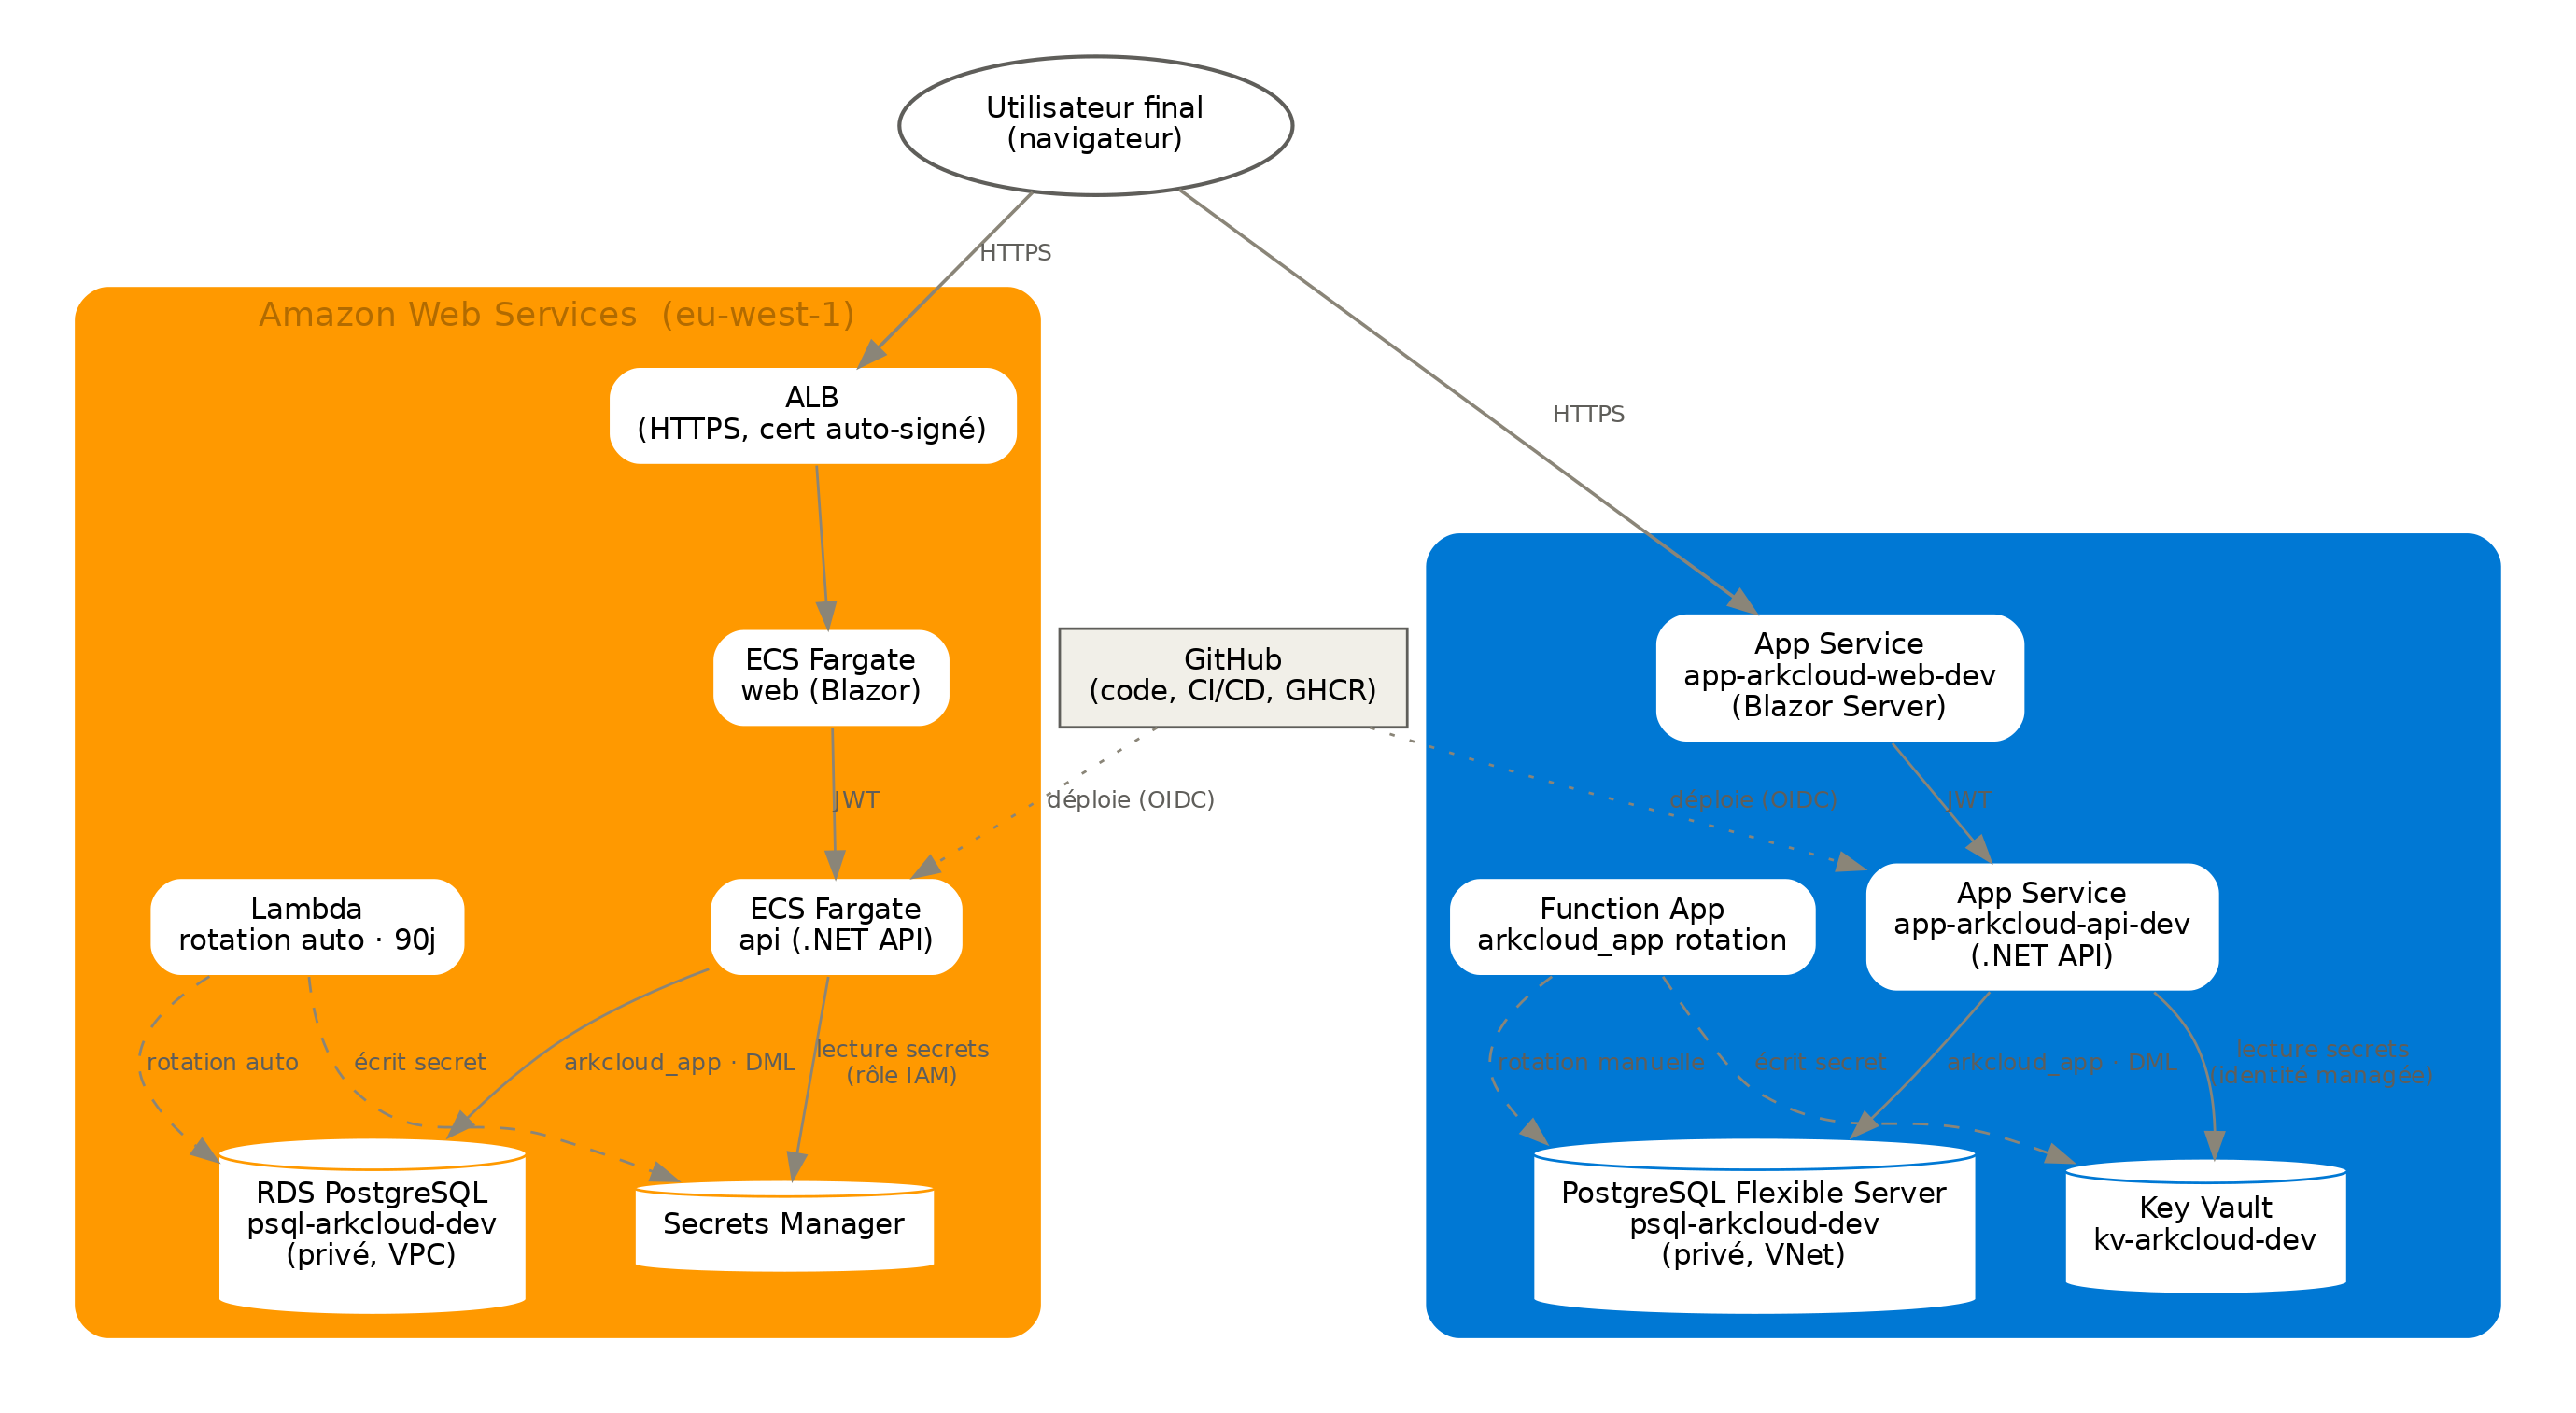 Utilisateur final
(navigateur)
HTTPS
Amazon Web Services  (eu-west-1)
ALB
(HTTPS, cert auto-signé)
HTTPS
ECS Fargate
web (Blazor)
GitHub
(code, CI/CD, GHCR)
App Service
app-arkcloud-web-dev
(Blazor Server)
JWT
déploie (OIDC)
déploie (OIDC)
JWT
Lambda
rotation auto · 90j
ECS Fargate
api (.NET API)
Function App
arkcloud_app rotation
App Service
app-arkcloud-api-dev
(.NET API)
rotation auto
écrit secret
arkcloud_app · DML
lecture secrets
(rôle IAM)
rotation manuelle
écrit secret
arkcloud_app · DML
lecture secrets
(identité managée)
RDS PostgreSQL
psql-arkcloud-dev
(privé, VPC)
Secrets Manager
PostgreSQL Flexible Server
psql-arkcloud-dev
(privé, VNet)
Key Vault
kv-arkcloud-dev